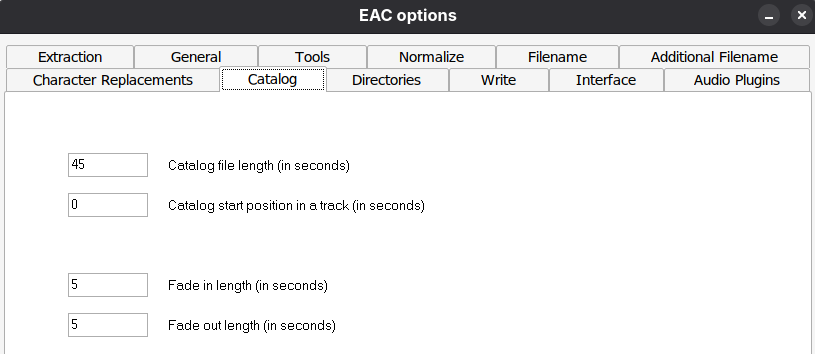 EAC options
Extraction General Tools Normalize Filename Additional Filename
Character Replacements Catalog Directories Write Interface Audio Plugins
45 Catalog file length (in seconds)
0 Catalog start position in a track (in seconds)
5 Fade in length (in seconds)
5 Fade out length (in seconds)